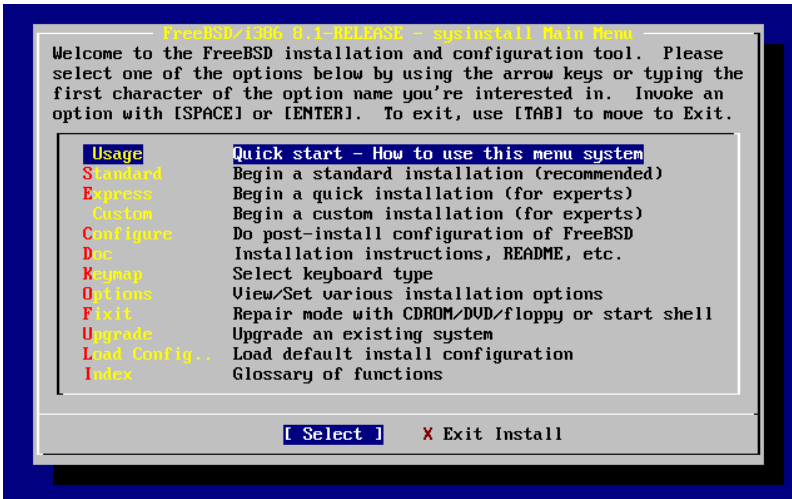 FreeBSD/i386 8.1-RELEASE - sysinstall Main Menu
Welcome to the FreeBSD installation and configuration tool.  Please
select one of the options below by using the arrow keys or typing the
first character of the option name you're interested in.  Invoke an
option with [SPACE] or [ENTER].  To exit, use [TAB] to move to Exit.
Usage Quick start - How to use this menu system
Standard Begin a standard installation (recommended)
Express Begin a quick installation (for experts)
Custom Begin a custom installation (for experts)
Configure Do post-install configuration of FreeBSD
Doc Installation instructions, README, etc.
Keymap Select keyboard type
Options View/Set various installation options
Fixit Repair mode with CDROM/DVD/floppy or start shell
Upgrade Upgrade an existing system
Load Config.. Load default install configuration
Index Glossary of functions
[ Select ] X Exit Install